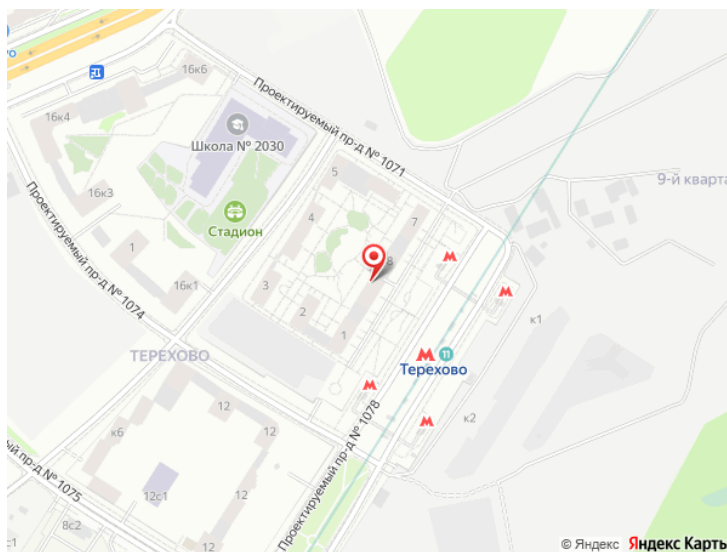 16к6
16к4
Школа № 2030
Проектируемый пр-д № 1071
16к3
Стадион
5
4
7
8
9-й кварта
Проектируемый пр-д № 1074
1
16к1
3
2
1
к1
ТЕРЕХОВО
М
М
М
11
Терехово
М
М
к2
12
12
к6
12с1
12
Проектируемый пр-д № 1078
ый пр-д № 1075
8с2
с1
© Яндекс Яндекс Карты